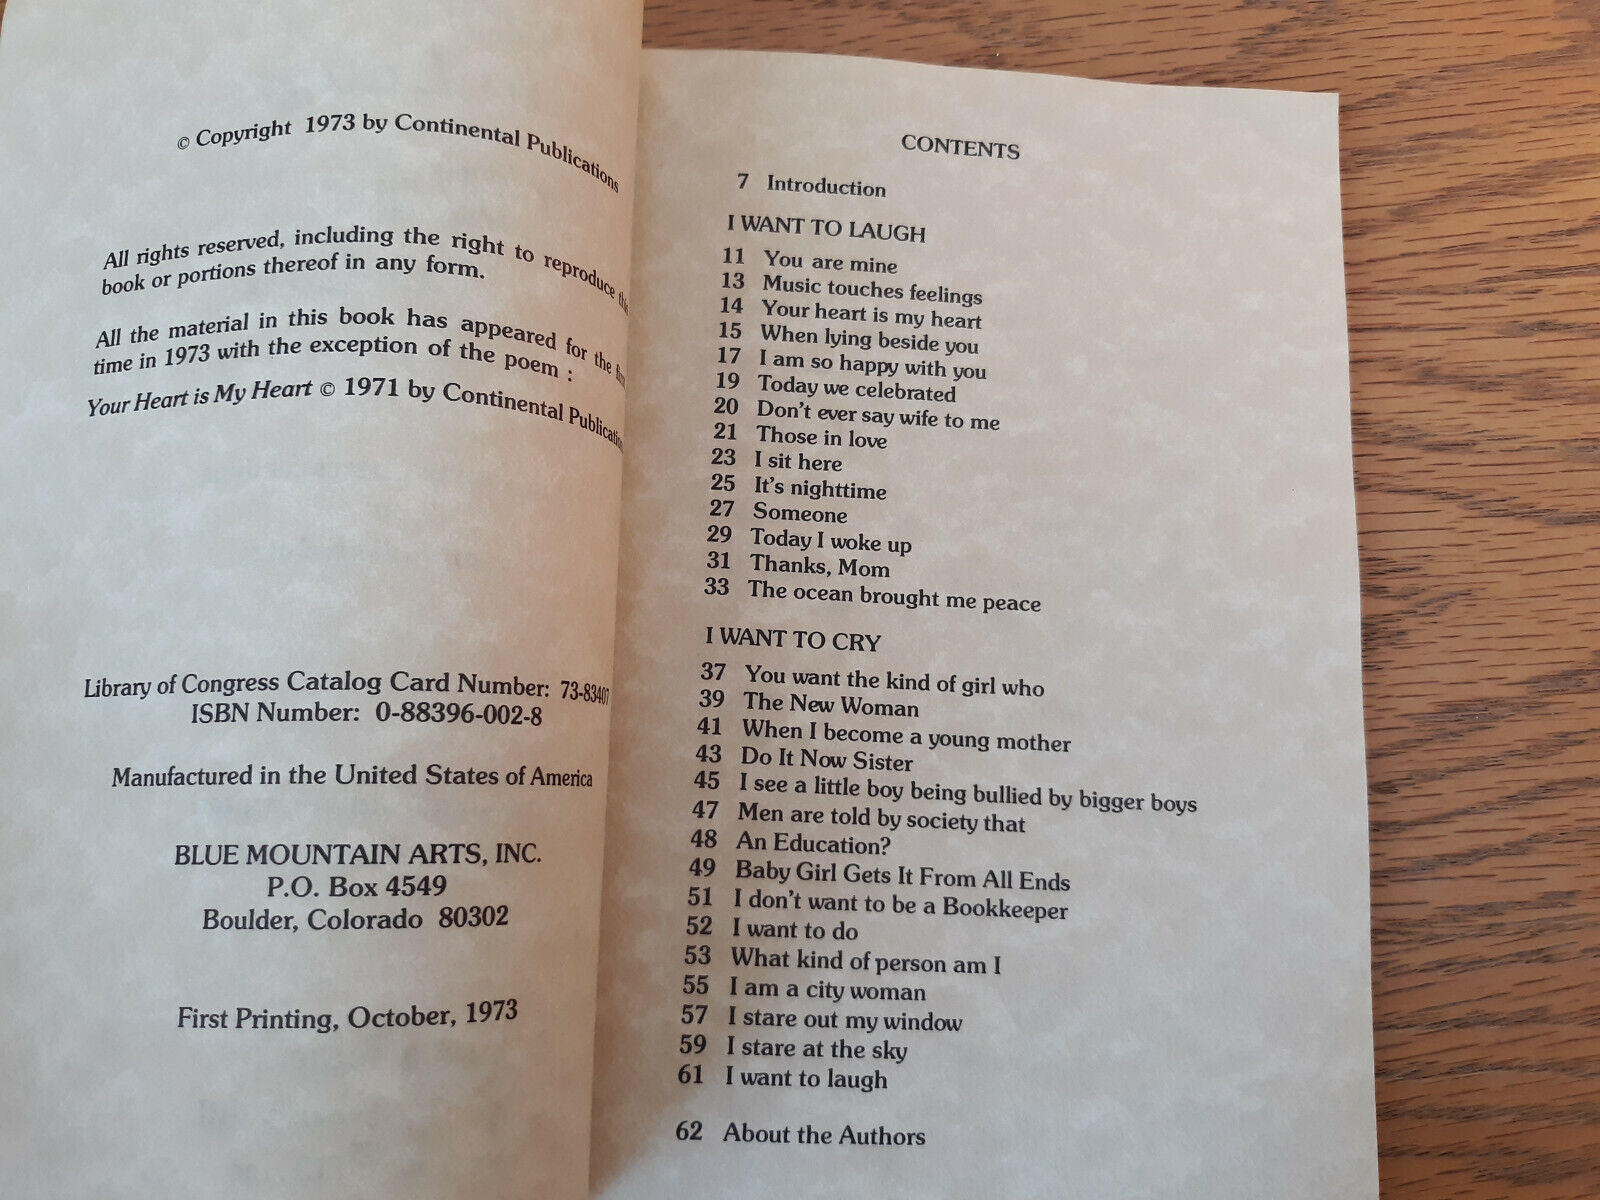 © Copyright 1973 by Continental Publications
All rights reserved, including the right to reproduce this
book or portions thereof in any form.
All the material in this book has appeared for the first
time in 1973 with the exception of the poem :
Your Heart is My Heart © 1971 by Continental Publication
Library of Congress Catalog Card Number: 73-83407
ISBN Number: 0-88396-002-8
Manufactured in the United States of America
BLUE MOUNTAIN ARTS, INC.
P.O. Box 4549
Boulder, Colorado 80302
First Printing, October, 1973
CONTENTS
7 Introduction
I WANT TO LAUGH
11 You are mine
13 Music touches feelings
14 Your heart is my heart
15 When lying beside you
17 I am so happy with you
19 Today we celebrated
20 Don't ever say wife to me
21 Those in love
23 I sit here
25 It's nighttime
27 Someone
29 Today I woke up
31 Thanks, Mom
33 The ocean brought me peace
I WANT TO CRY
37 You want the kind of girl who
39 The New Woman
41 When I become a young mother
43 Do It Now Sister
45 I see a little boy being bullied by bigger boys
47 Men are told by society that
48 An Education?
49 Baby Girl Gets It From All Ends
51 I don't want to be a Bookkeeper
52 I want to do
53 What kind of person am I
55 I am a city woman
57 I stare out my window
59 I stare at the sky
61 I want to laugh
62 About the Authors